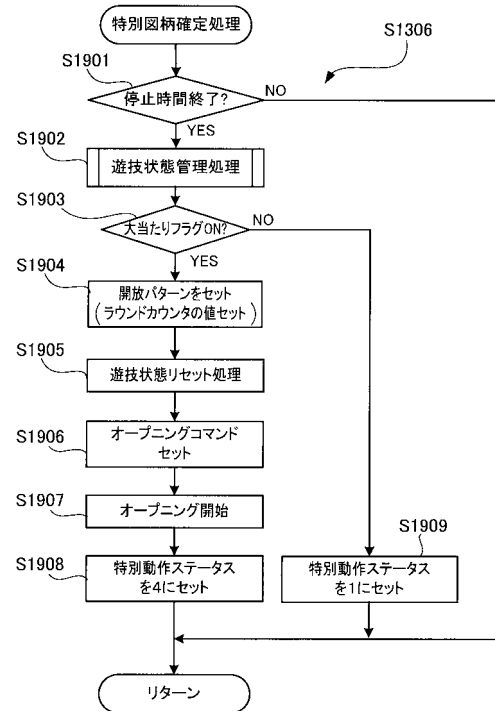 特別図柄確定処理
S1306
S1901
停止時間終了?
NO
YES
S1902
遊技状態管理処理
S1903
大当たりフラグON?
NO
YES
S1904
開放パターンをセット
(ラウンドカウンタの値セット)
S1905
遊技状態リセット処理
S1906
オープニングコマンド
セット
S1907
オープニング開始
S1908
特別動作ステータス
を4にセット
S1909
特別動作ステータス
を1にセット
リターン